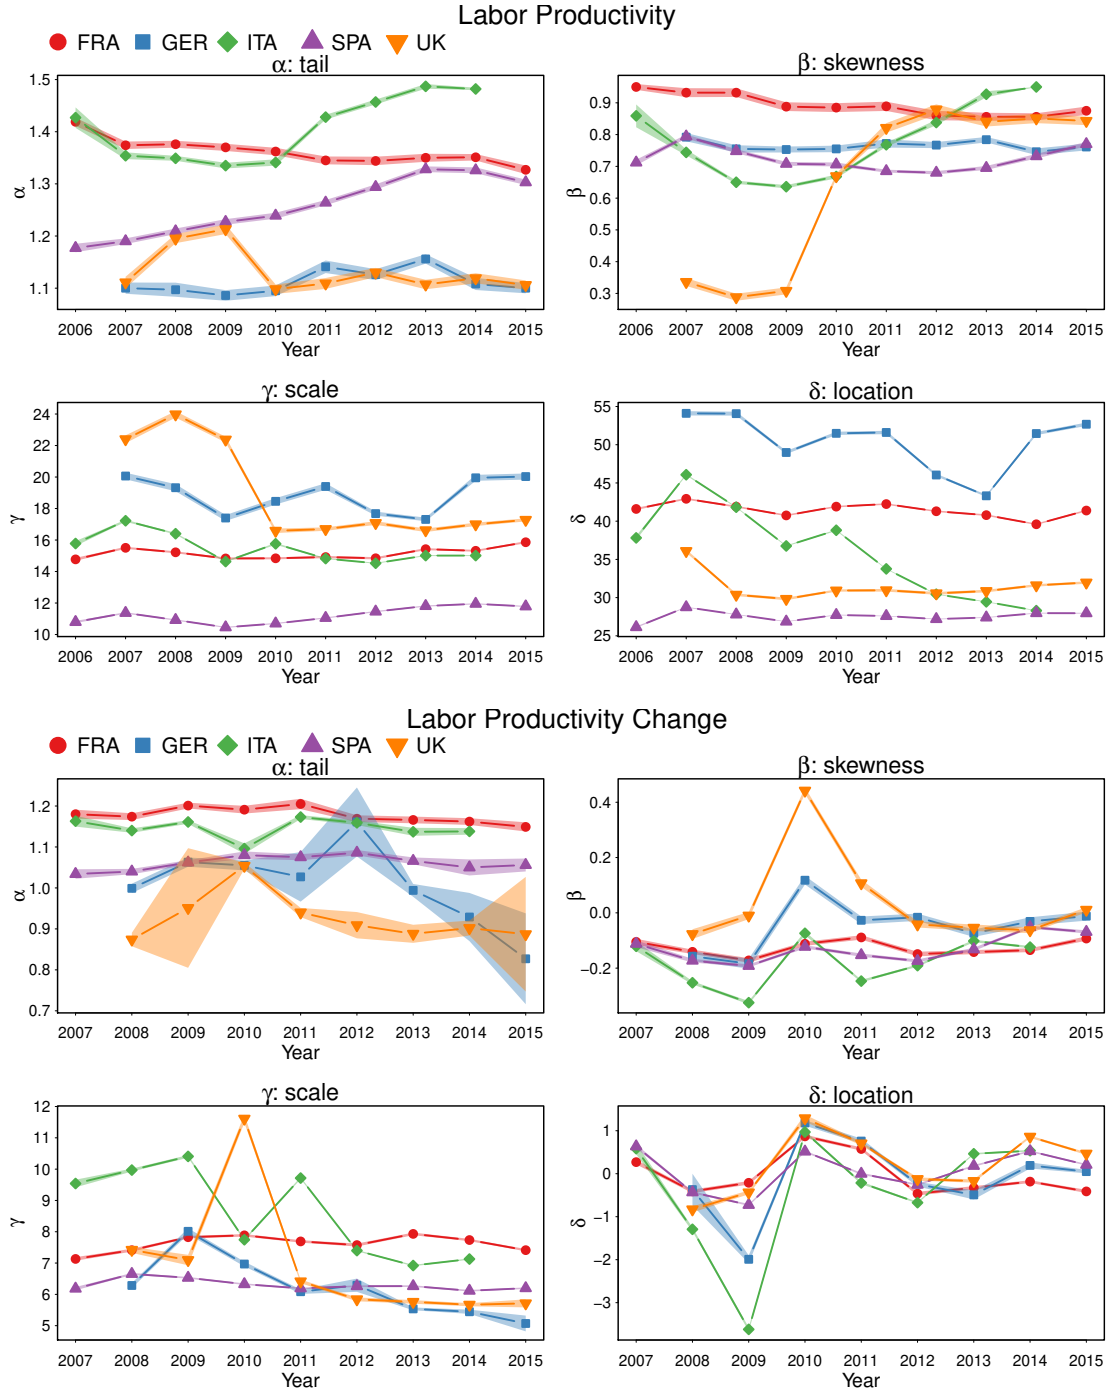 Labor Productivity
FRA GER ITA SPA UK
α: tail
β: skewness
α
1.5
1.4
1.3
1.2
1.1
2006 2007 2008 2009 2010 2011 2012 2013 2014 2015
Year
β
0.9
0.8
0.7
0.6
0.5
0.4
0.3
2006 2007 2008 2009 2010 2011 2012 2013 2014 2015
Year
γ: scale
δ: location
γ
24
22
20
18
16
14
12
10
2006 2007 2008 2009 2010 2011 2012 2013 2014 2015
Year
δ
55
50
45
40
35
30
25
2006 2007 2008 2009 2010 2011 2012 2013 2014 2015
Year
Labor Productivity Change
FRA GER ITA SPA UK
α: tail
β: skewness
α
1.2
1.1
1.0
0.9
0.8
0.7
2007 2008 2009 2010 2011 2012 2013 2014 2015
Year
β
0.4
0.2
0.0
−0.2
2007 2008 2009 2010 2011 2012 2013 2014 2015
Year
γ: scale
δ: location
γ
12
11
10
9
8
7
6
5
2007 2008 2009 2010 2011 2012 2013 2014 2015
Year
δ
1
0
−1
−2
−3
2007 2008 2009 2010 2011 2012 2013 2014 2015
Year